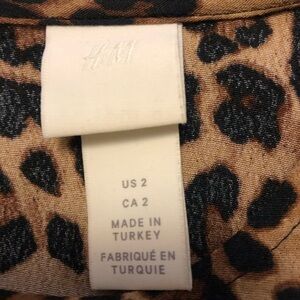 H&M
US 2
CA 2
MADE IN
TURKEY
FABRIQUÉ EN
TURQUIE